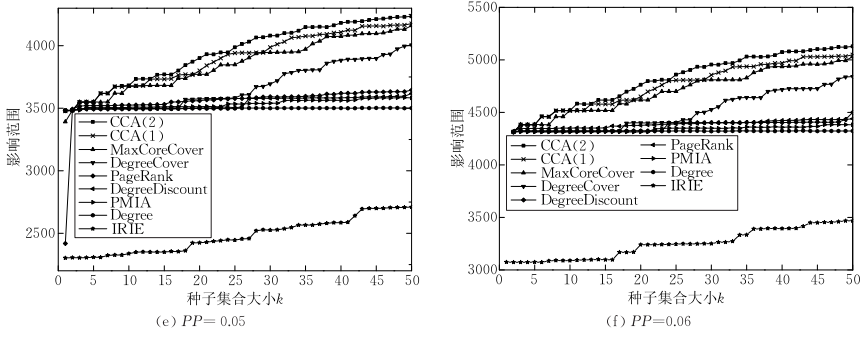 4000
3500
3000
2500
影响范围
CCA(2)
CCA(1)
MaxCoreCover
DegreeCover
PageRank
DegreeDiscount
PMIA
Degree
IRIE
0 5 10 15 20 25 30 35 40 45 50
种子集合大小k
(e) PP= 0.05
5500
5000
4500
4000
3500
3000
影响范围
CCA(2)
CCA(1)
MaxCoreCover
DegreeCover
DegreeDiscount
PageRank
PMIA
Degree
IRIE
0 5 10 15 20 25 30 35 40 45 50
种子集合大小k
(f) PP=0.06